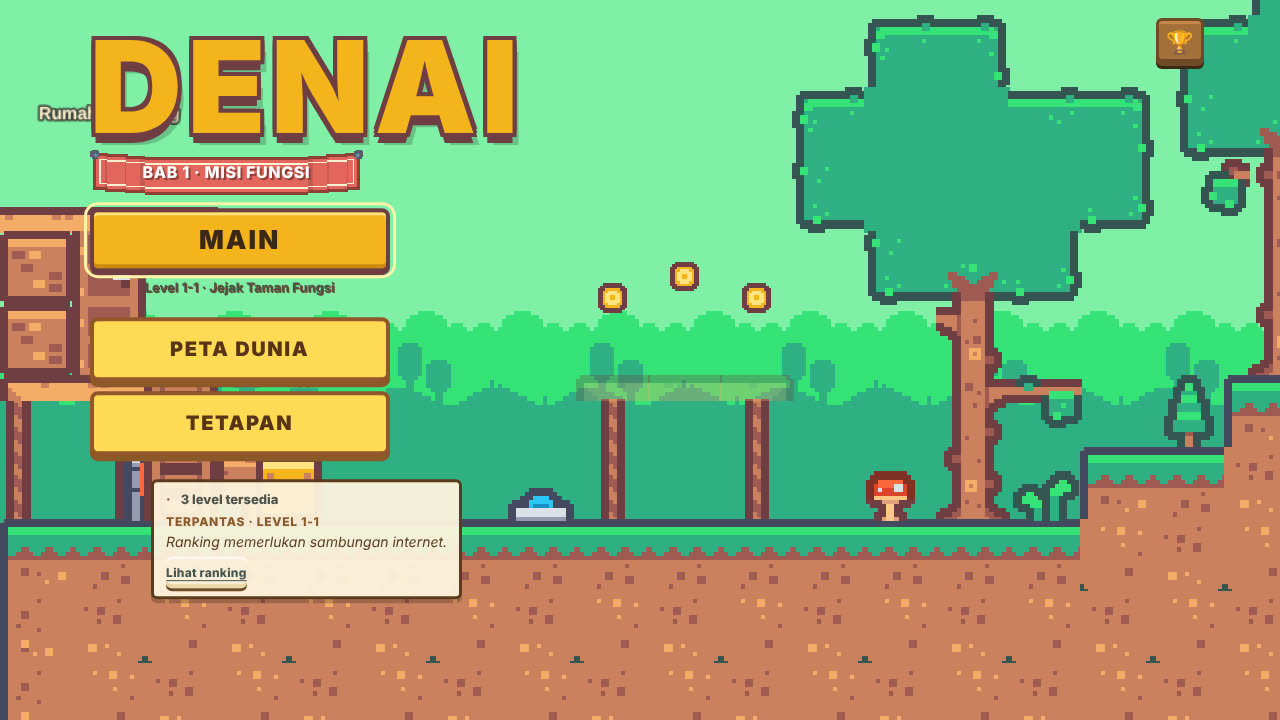 DENAI
BAB 1 · MISI FUNGSI
MAIN
Level 1-1 · Jejak Taman Fungsi
PETA DUNIA
TETAPAN
· 3 level tersedia
TERPANTAS · LEVEL 1-1
Ranking memerlukan sambungan internet.
Lihat ranking